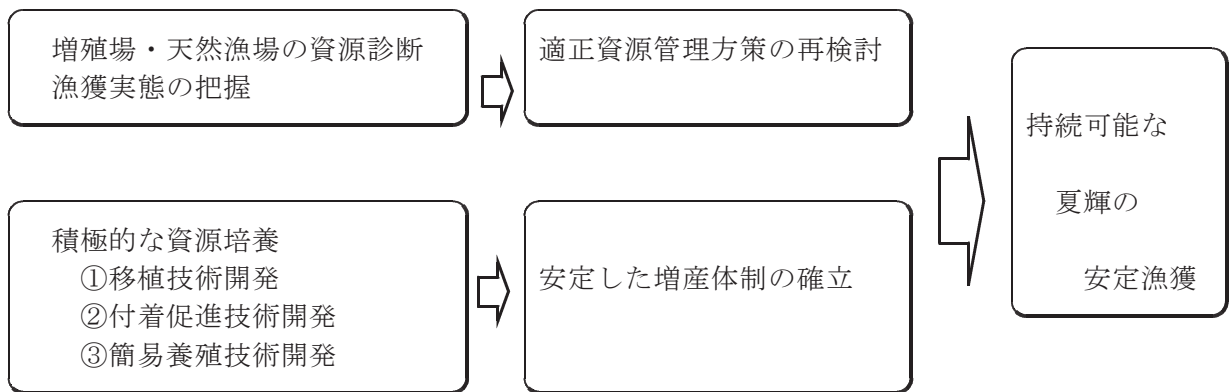 増殖場・天然漁場の資源診断
漁獲実態の把握
適正資源管理方策の再検討
積極的な資源培養
①移植技術開発
②付着促進技術開発
③簡易養殖技術開発
安定した増産体制の確立
持続可能な
夏輝の
安定漁獲